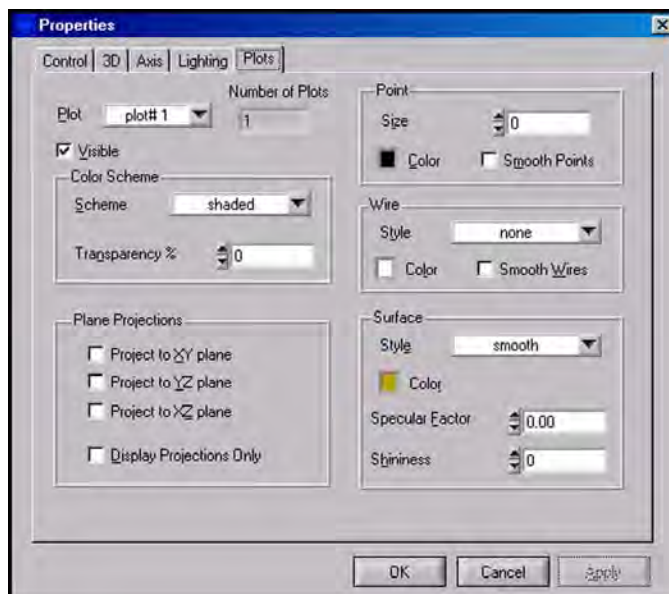 Properties
Control 3D Axis Lighting Plots
Plot plot# 1
Number of Plots
1
Visible
Color Scheme
Scheme shaded
Transparency % 0
Plane Projections
Project to XY plane
Project to YZ plane
Project to XZ plane
Display Projections Only
Point
Size 0
Color Smooth Points
Wire
Style none
Color Smooth Wires
Surface
Style smooth
Color
Specular Factor 0.00
Shininess 0
OK Cancel Apply